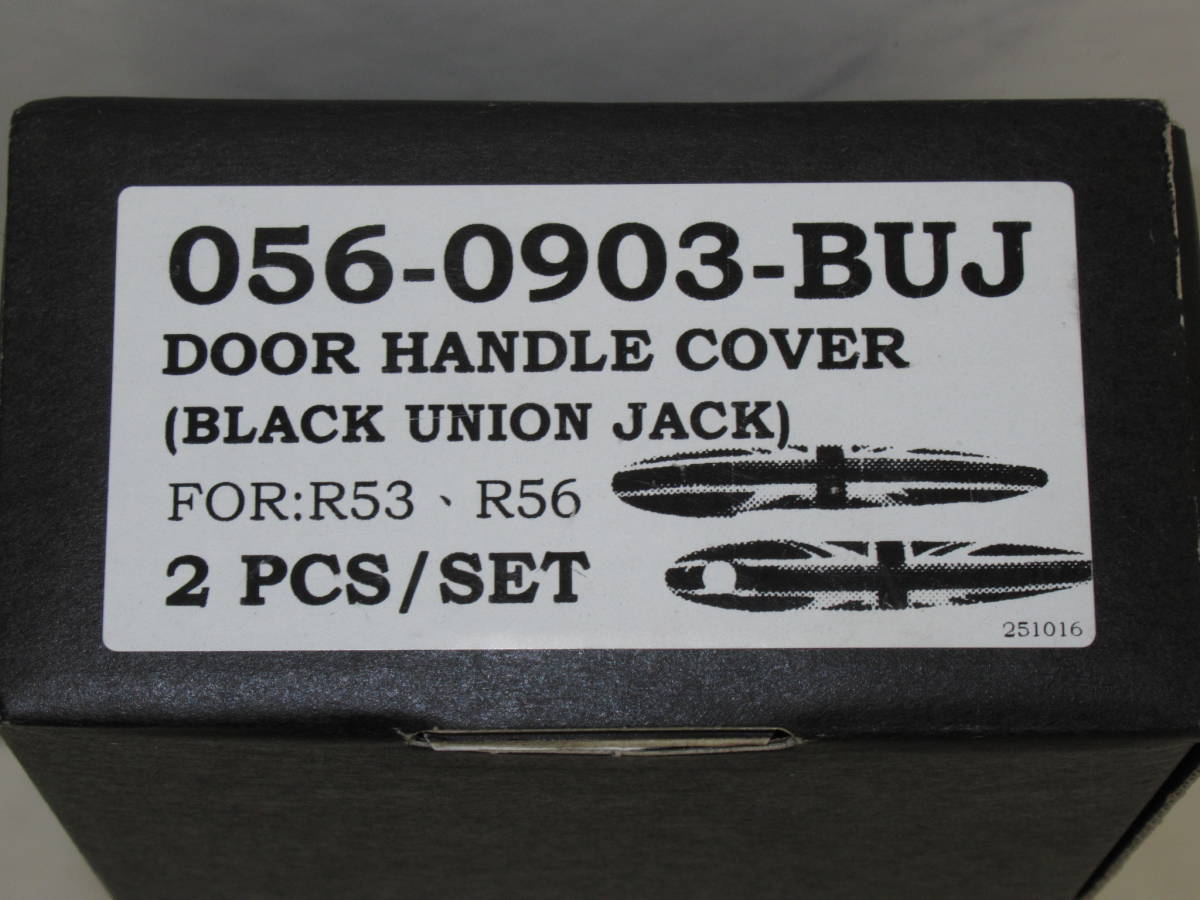 056-0903-BUJ
DOOR HANDLE COVER
(BLACK UNION JACK)
FOR:R53、R56
2 PCS/SET
251016